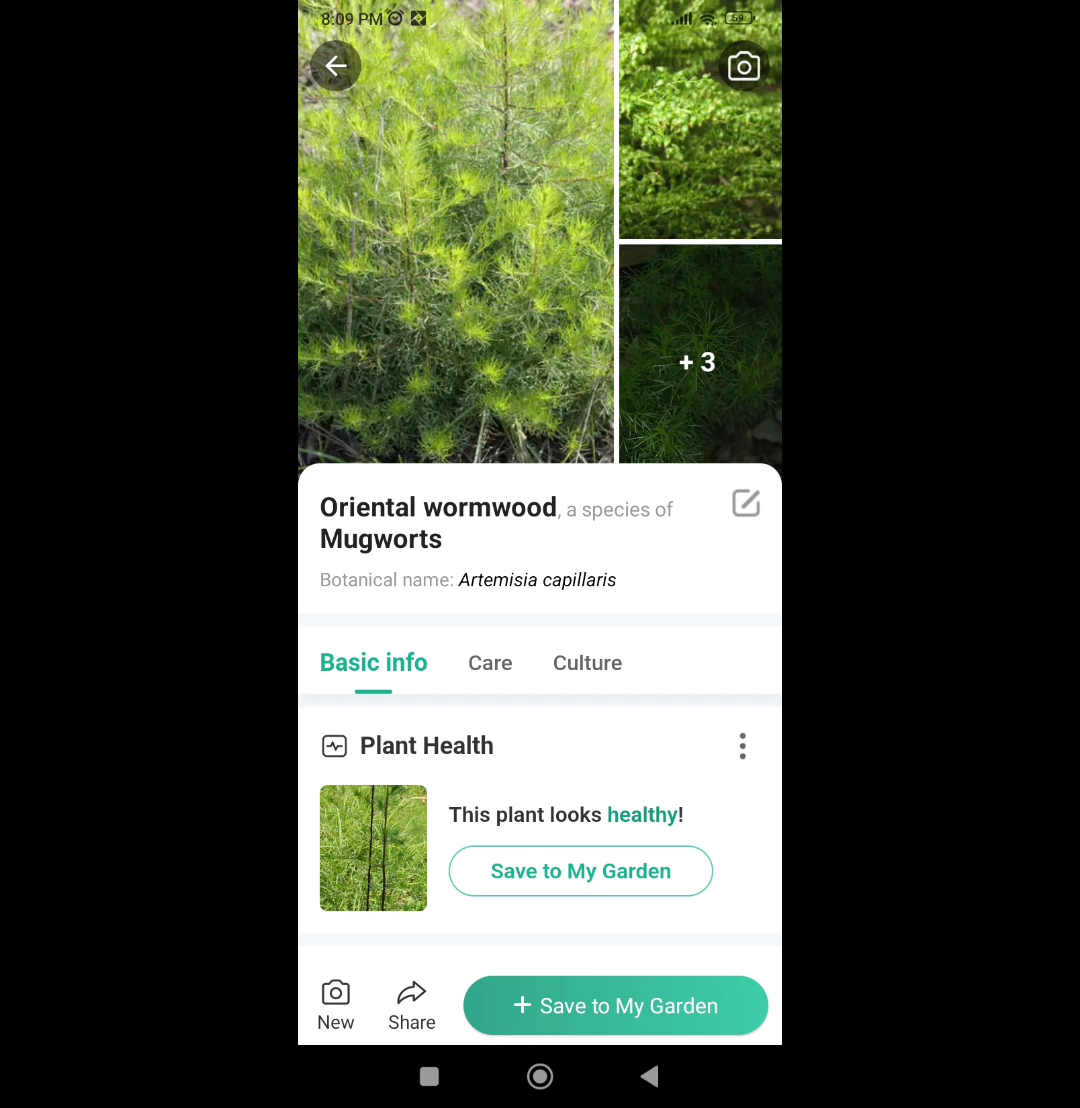 8:09 PM
59
+ 3
Oriental wormwood, a species of
Mugworts
Botanical name: Artemisia capillaris
Basic info Care Culture
Plant Health
This plant looks healthy!
Save to My Garden
New Share + Save to My Garden